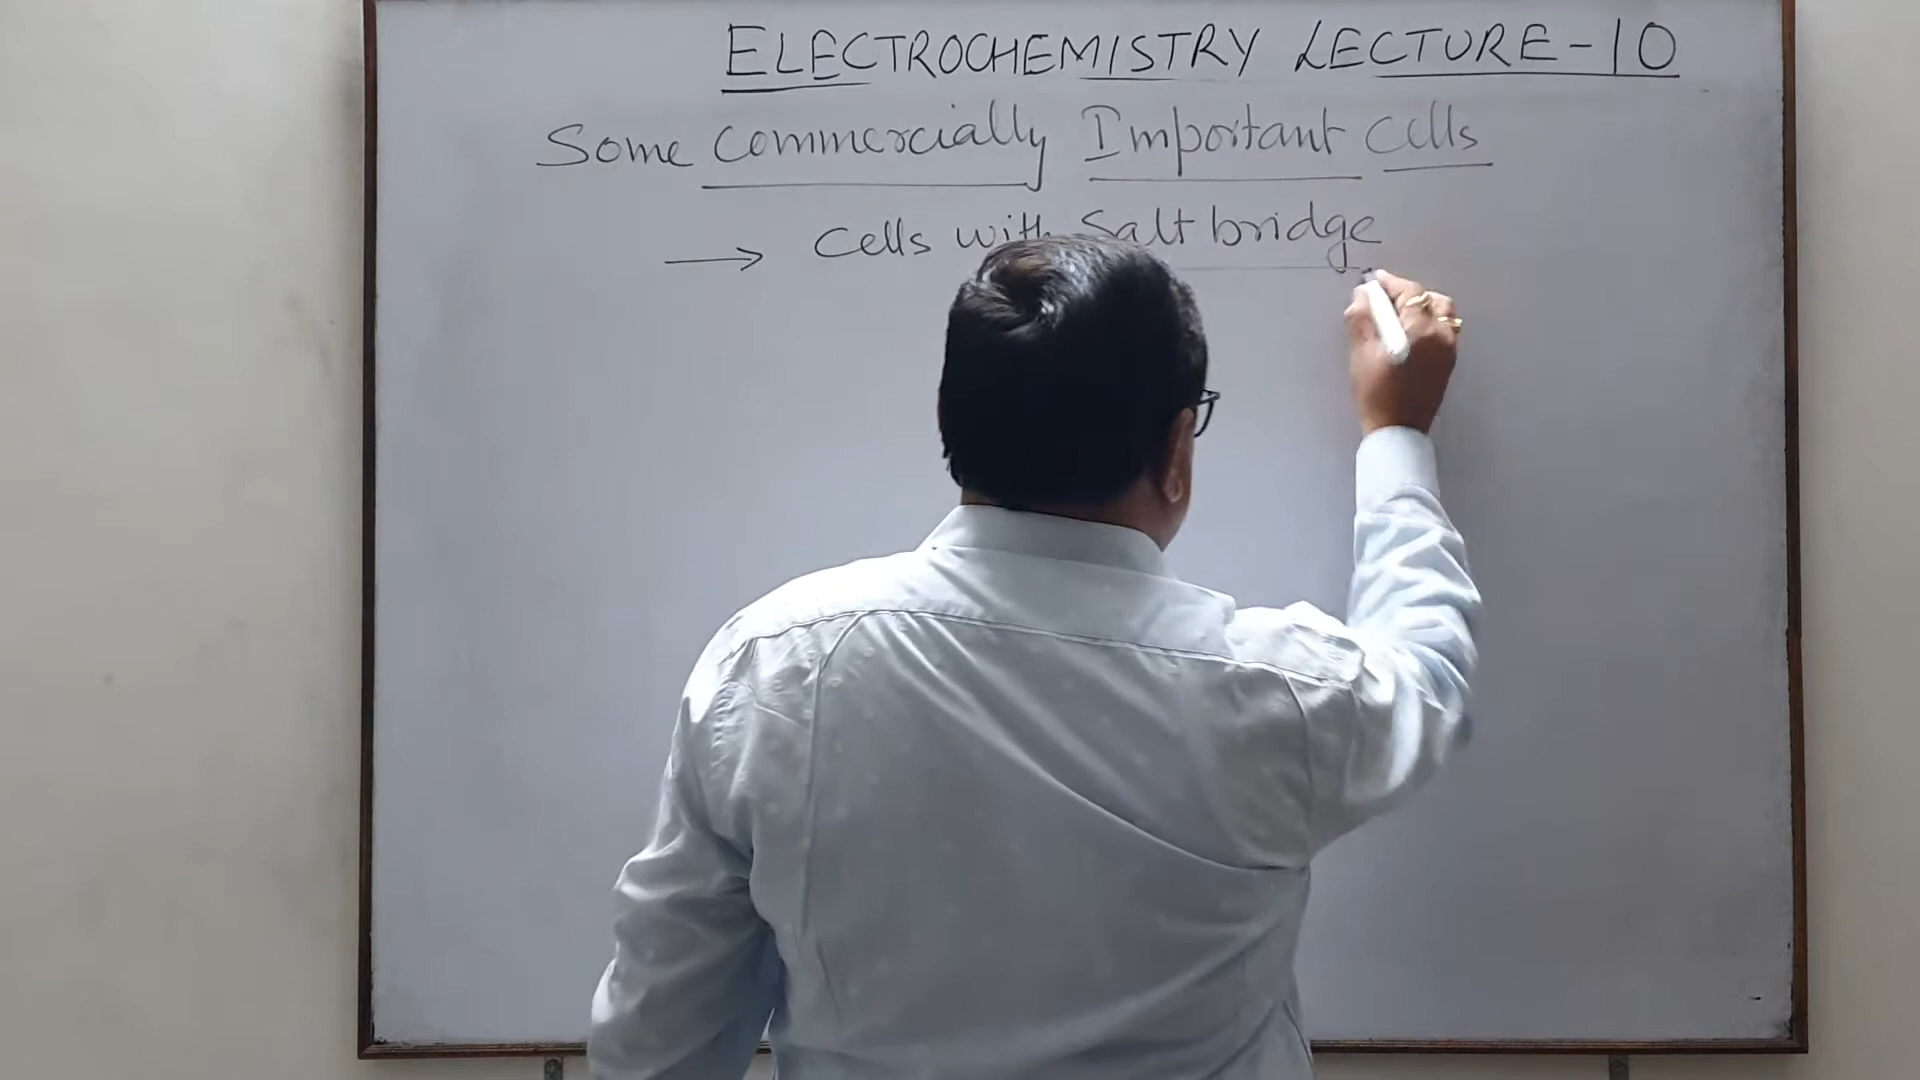 ELECTROCHEMISTRY LECTURE-10
Some Commercially Important Cells
→ Cells with Salt bridge